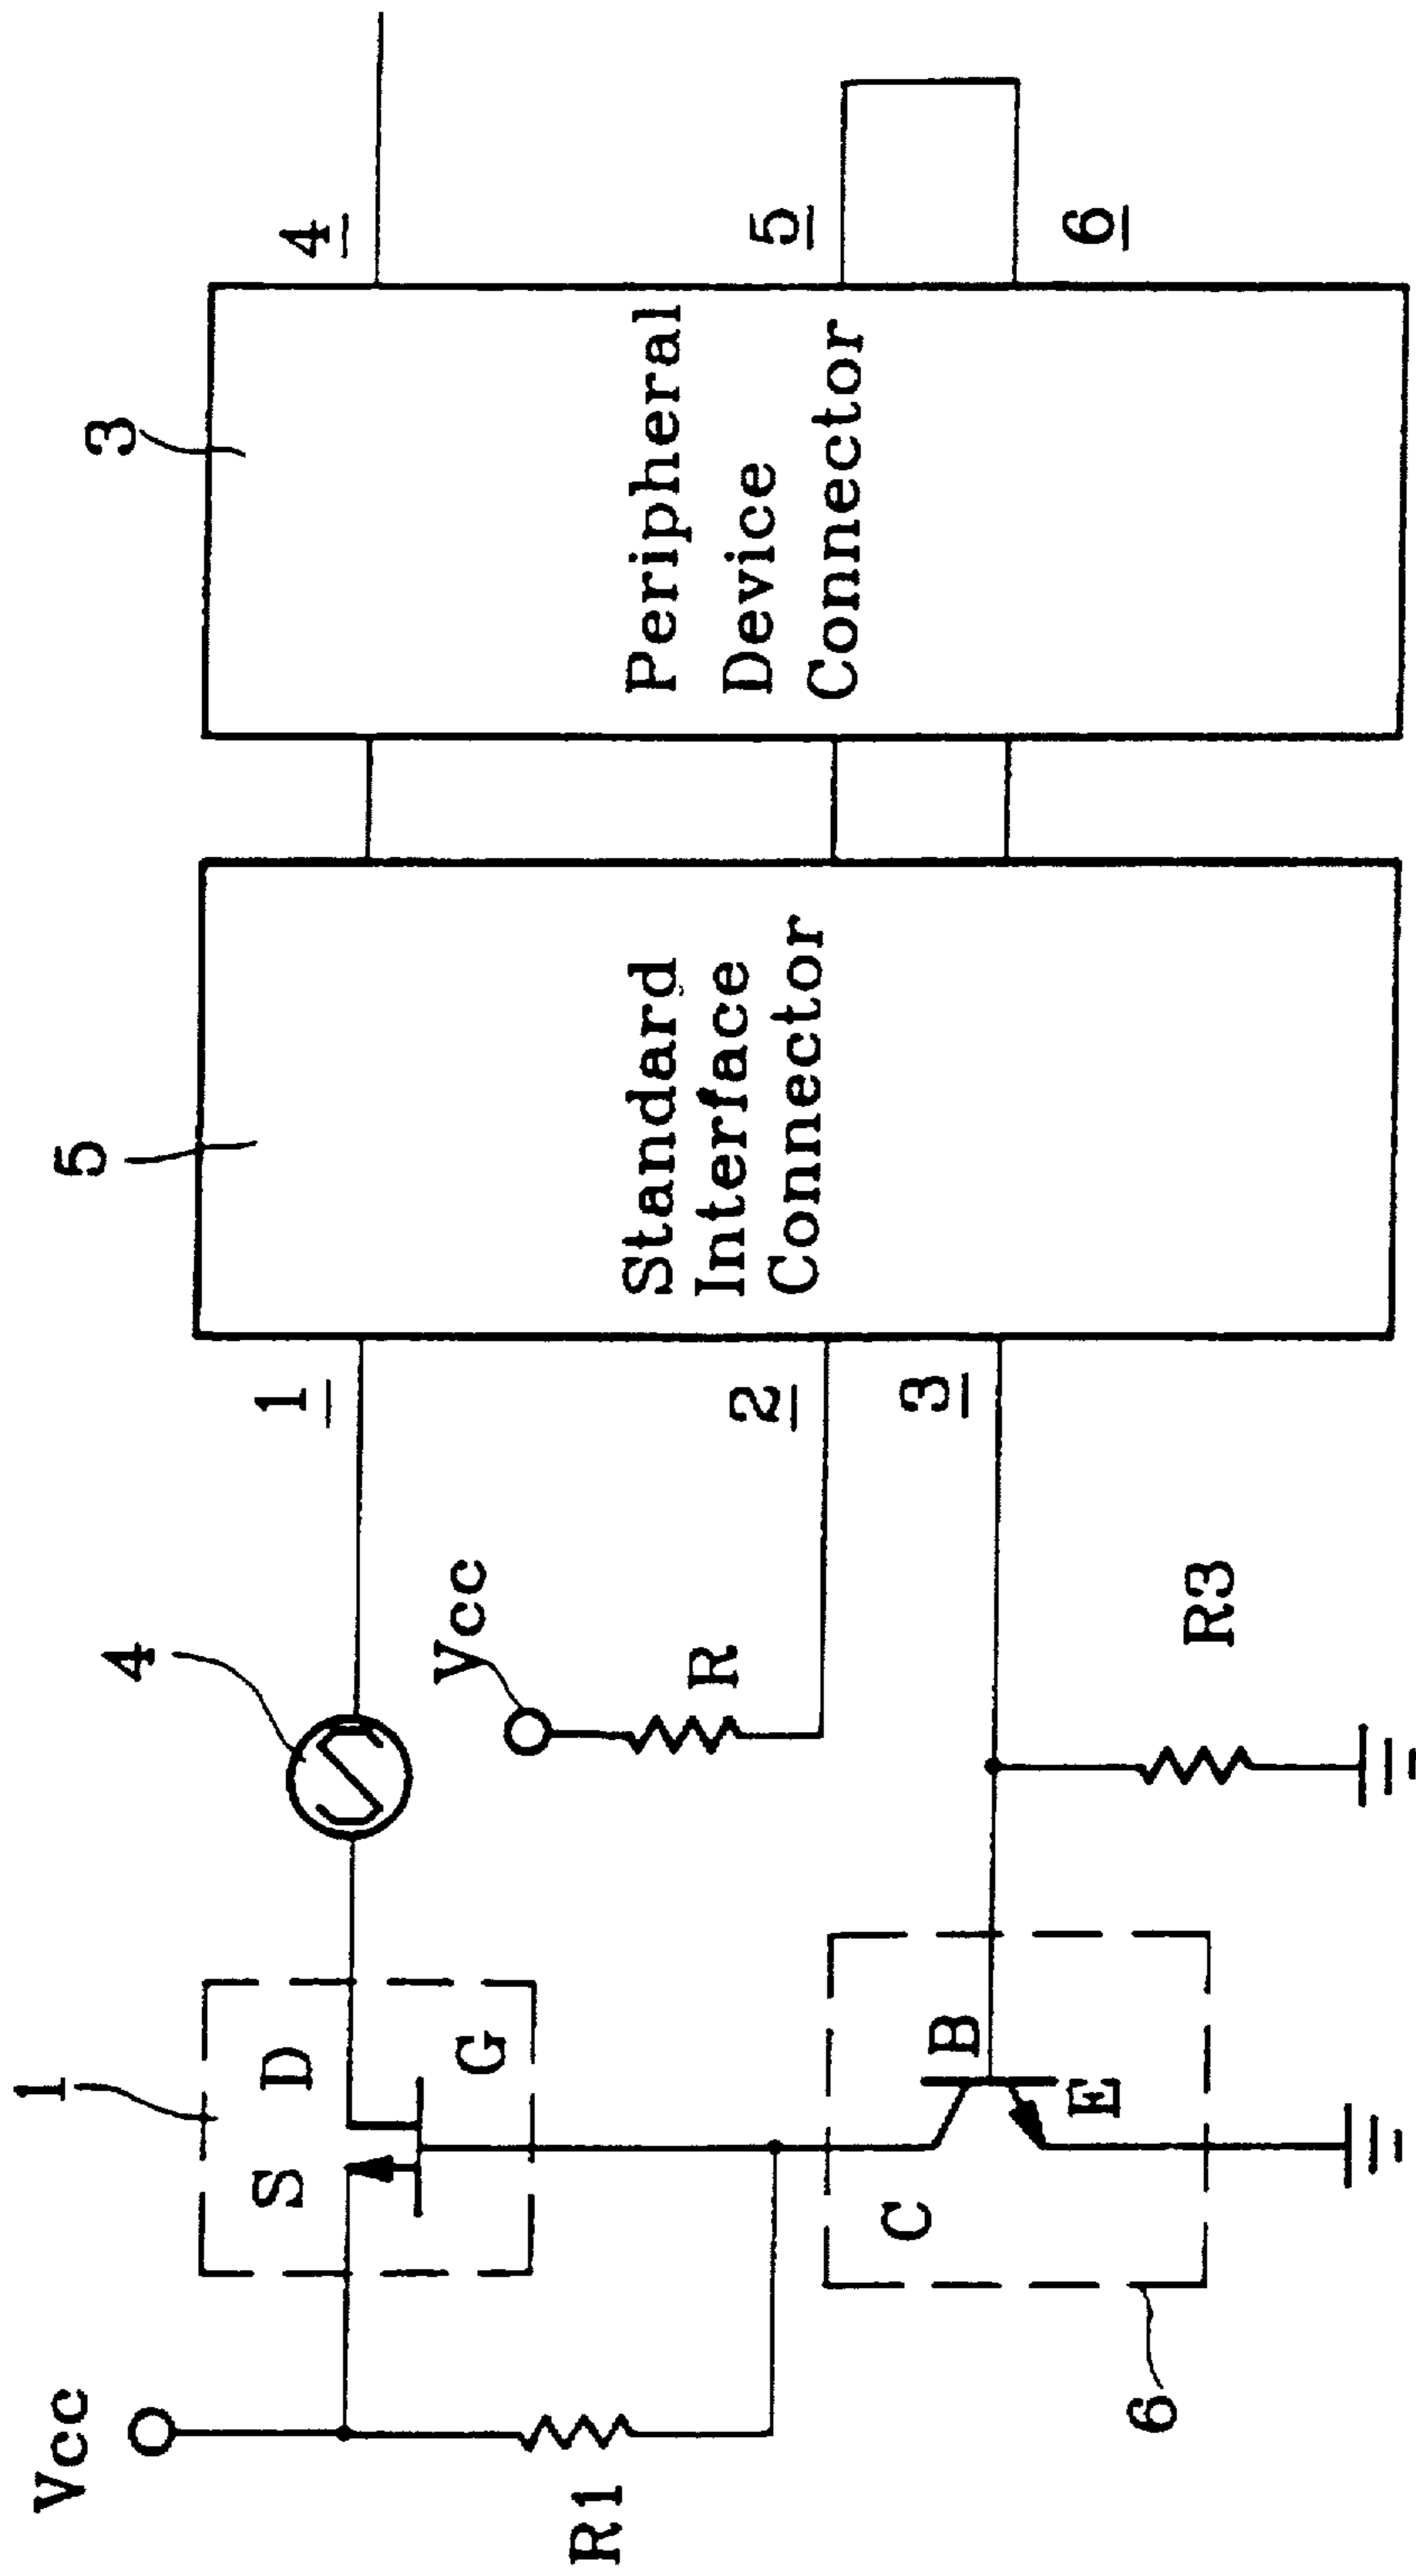 Vcc
R1
1
S
D
G
4
Vcc
R
1
2
3
5
Standard
Interface
Connector
3
Peripheral
Device
Connector
4
5
6
6
C
B
E
R3